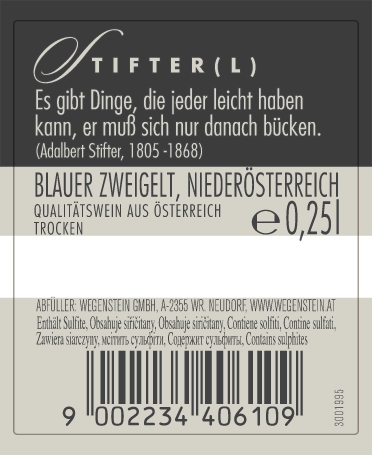 STIFTER(L)
Es gibt Dinge, die jeder leicht haben
kann, er muß sich nur danach bücken.
(Adalbert Stifter, 1805 -1868)
BLAUER ZWEIGELT, NIEDERÖSTERREICH
QUALITÄTSWEIN AUS ÖSTERREICH
TROCKEN
℮ 0,25l
ABFÜLLER: WEGENSTEIN GMBH, A-2355 WR. NEUDORF, WWW.WEGENSTEIN.AT
Enthält Sulfite, Obsahuje siřičitany, Obsahuje siričitany, Contiene solfiti, Contine sulfati,
Zawiera siarczyny, мстить сульфіти, Содержит сульфиты, Contains sulphites
9 002234 406109
3001995